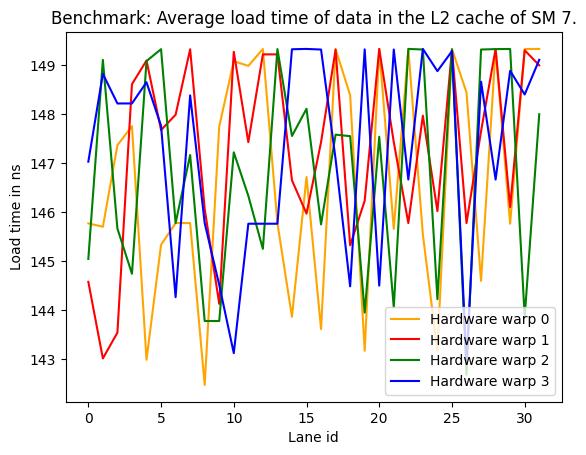 Benchmark: Average load time of data in the L2 cache of SM 7.
Load time in ns
149
148
147
146
145
144
143
Hardware warp 0
Hardware warp 1
Hardware warp 2
Hardware warp 3
0 5 10 15 20 25 30
Lane id